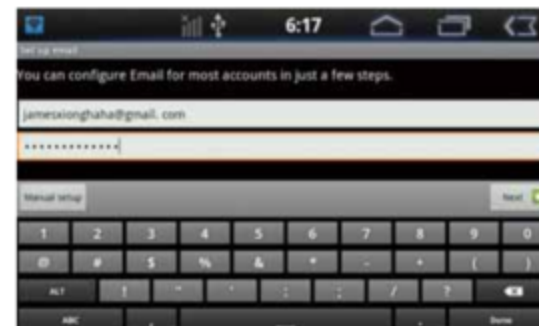 6:17
Set up email
You can configure Email for most accounts in just a few steps.
jamesxionghaha@gmail. com
•••••••••••••
Manual setup Next
1 2 3 4 5 6 7 8 9 0
@ # $ % & * - + ( )
ALT ! " ' : ; / ?
ABC , . Done